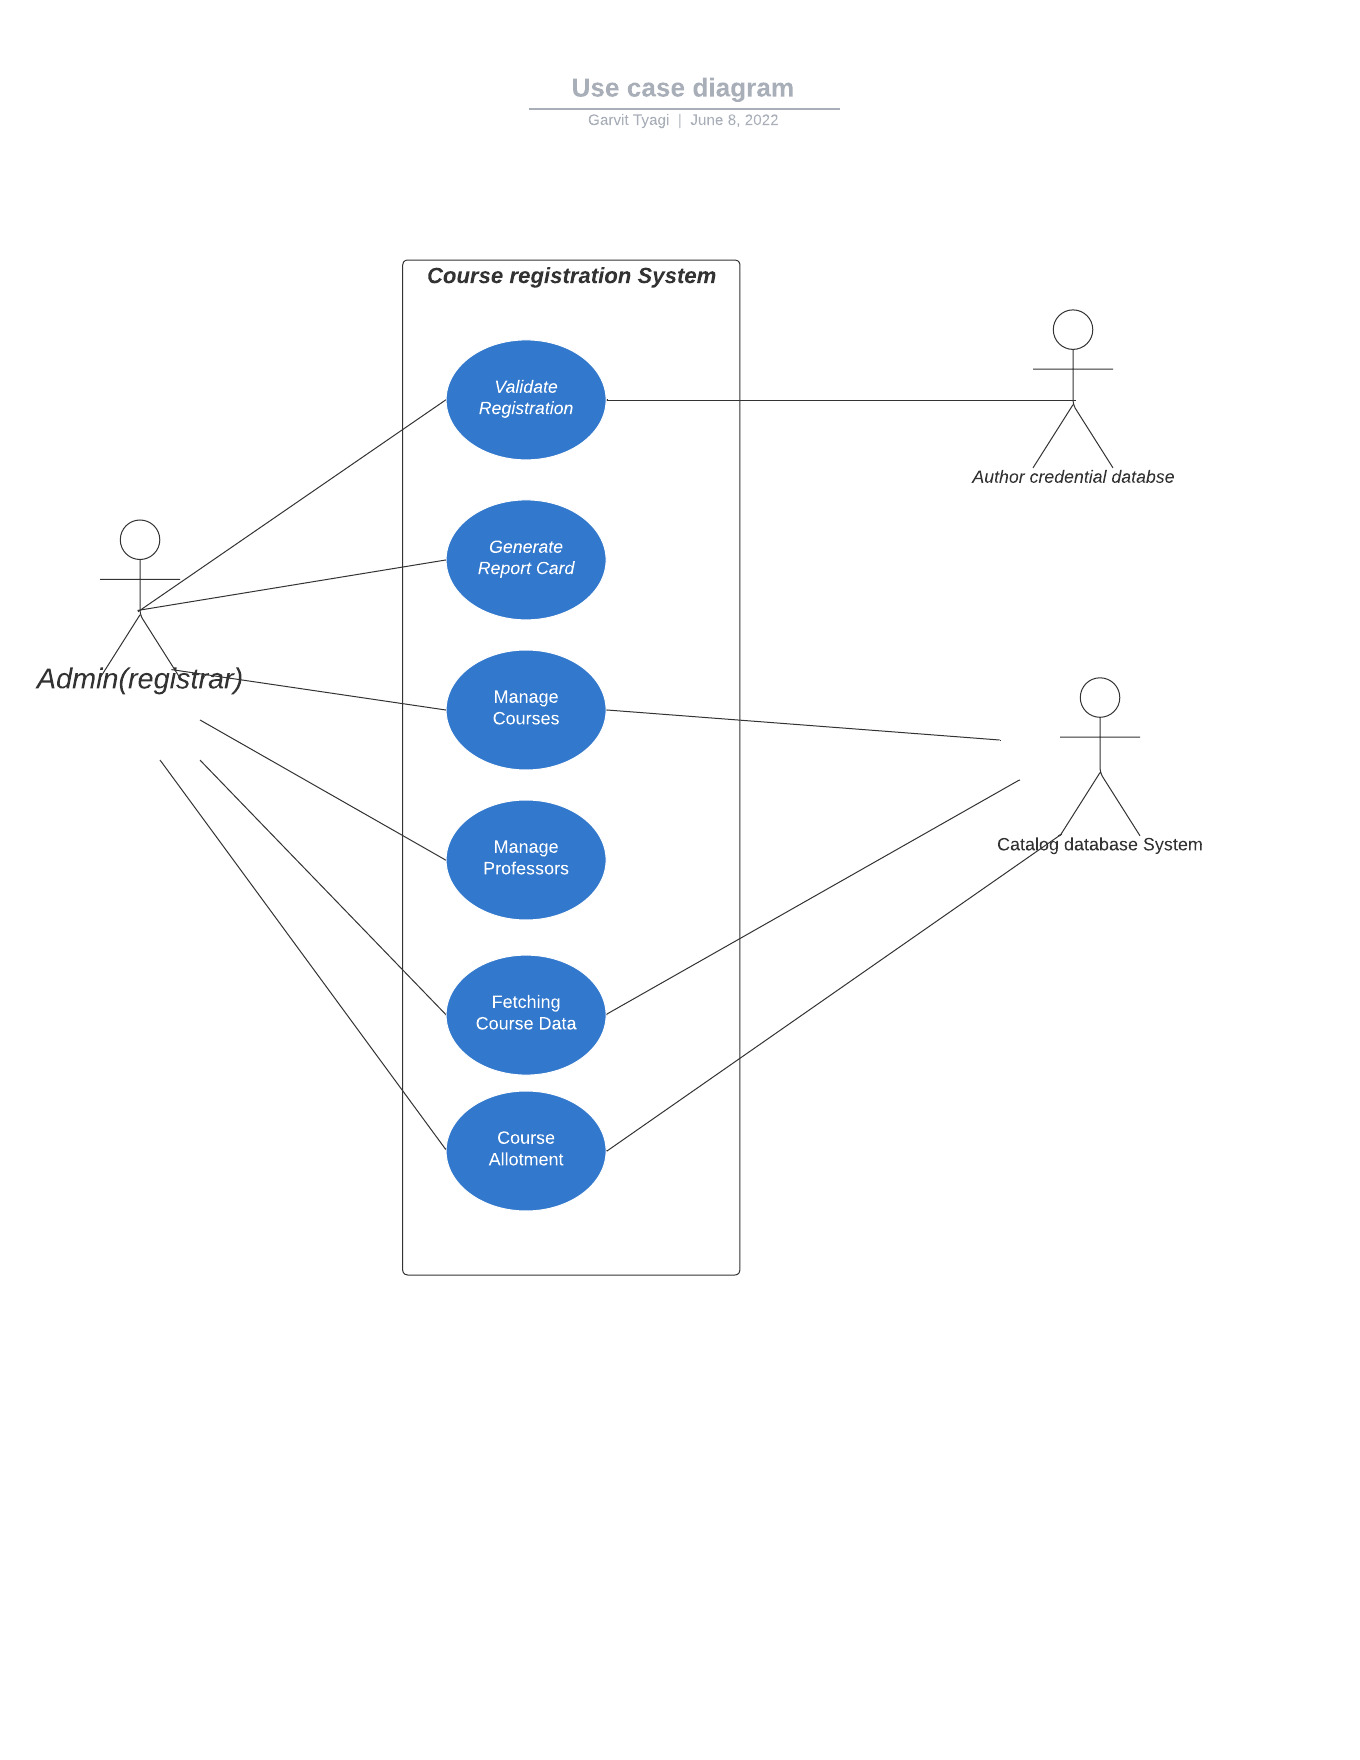 Use case diagram
Garvit Tyagi | June 8, 2022
Course registration System
Validate
Registration
Author credential databse
Generate
Report Card
Admin(registrar)
Manage
Courses
Catalog database System
Manage
Professors
Fetching
Course Data
Course
Allotment